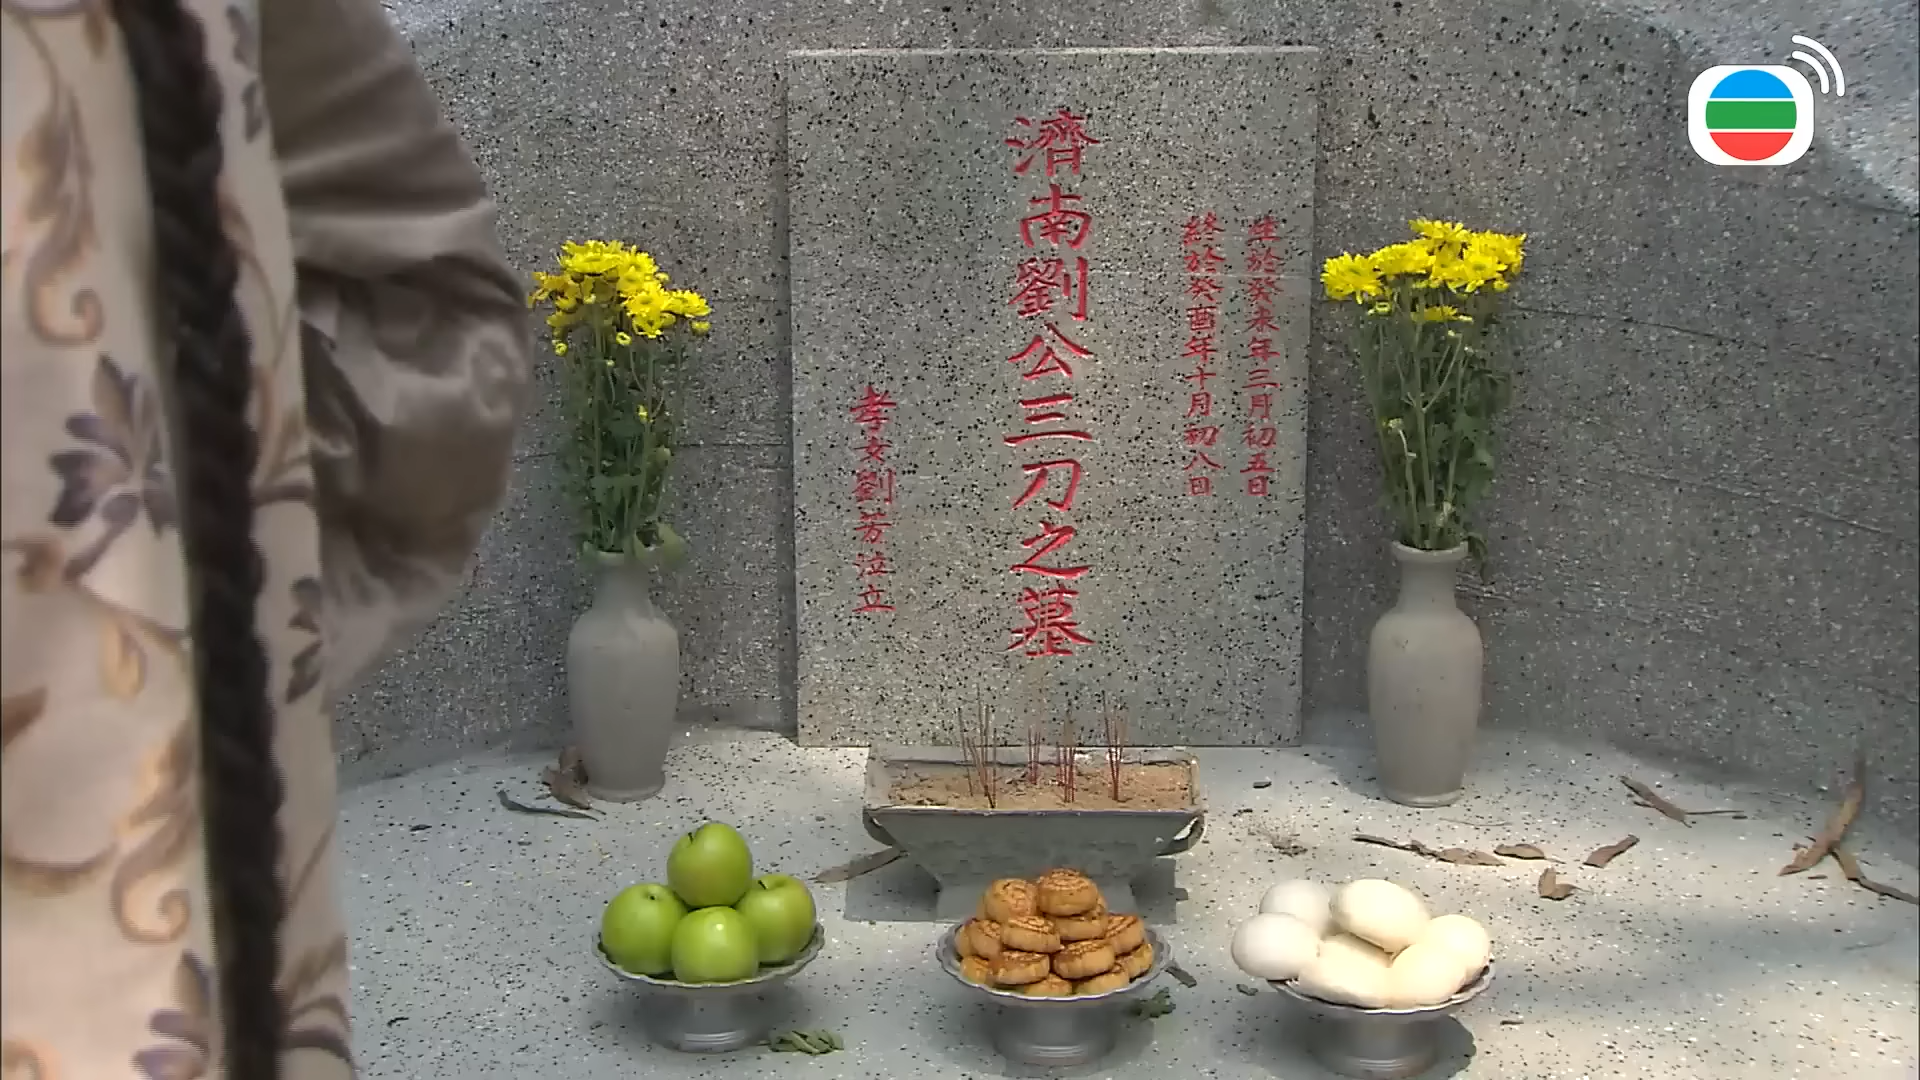 生於癸未年三月初五日
終於癸酉年十月初八日
濟南劉公三刀之墓
孝女劉芳泣立